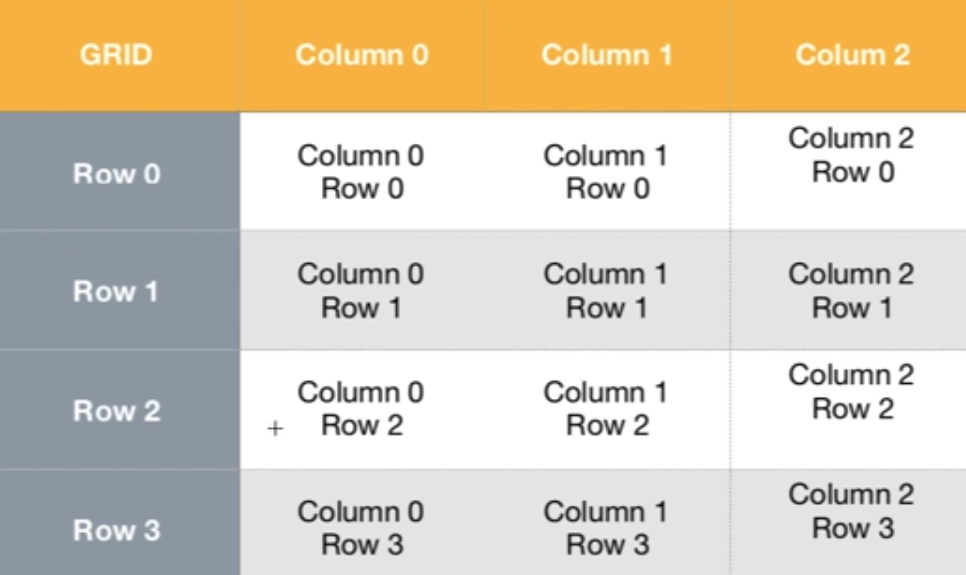 GRID Column 0 Column 1 Colum 2
Row 0 Column 0 Row 0 Column 1 Row 0 Column 2 Row 0
Row 1 Column 0 Row 1 Column 1 Row 1 Column 2 Row 1
Row 2 Column 0 Row 2 Column 1 Row 2 Column 2 Row 2
Row 3 Column 0 Row 3 Column 1 Row 3 Column 2 Row 3